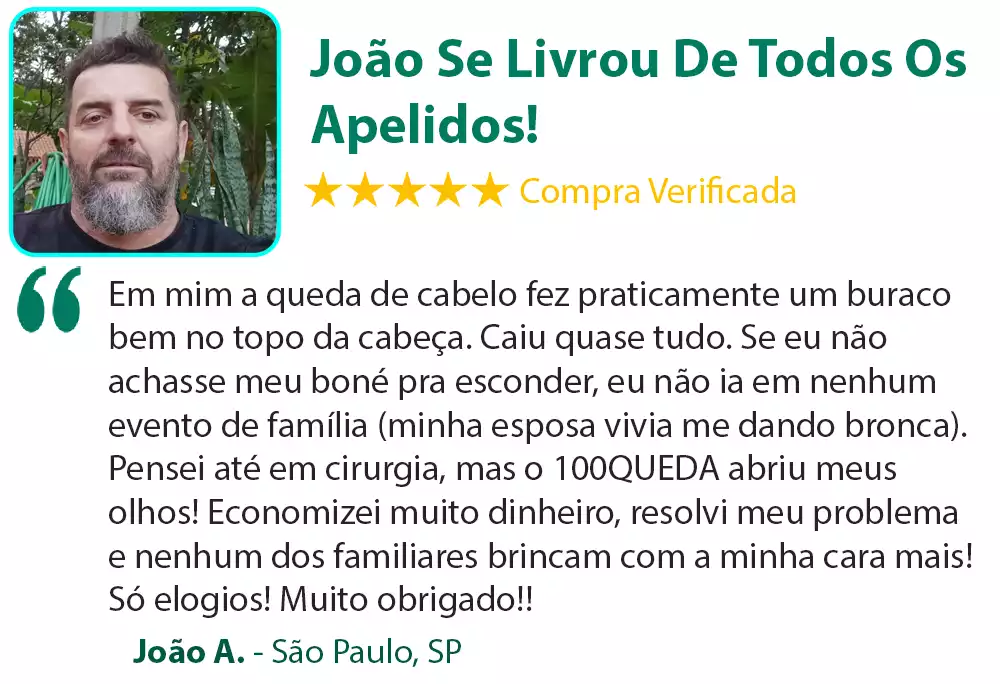 João Se Livrou De Todos Os
Apelidos!
★★★★★ Compra Verificada
“
Em mim a queda de cabelo fez praticamente um buraco
bem no topo da cabeça. Caiu quase tudo. Se eu não
achasse meu boné pra esconder, eu não ia em nenhum
evento de família (minha esposa vivia me dando bronca).
Pensei até em cirurgia, mas o 100QUEDA abriu meus
olhos! Economizei muito dinheiro, resolvi meu problema
e nenhum dos familiares brincam com a minha cara mais!
Só elogios! Muito obrigado!!
João A. - São Paulo, SP